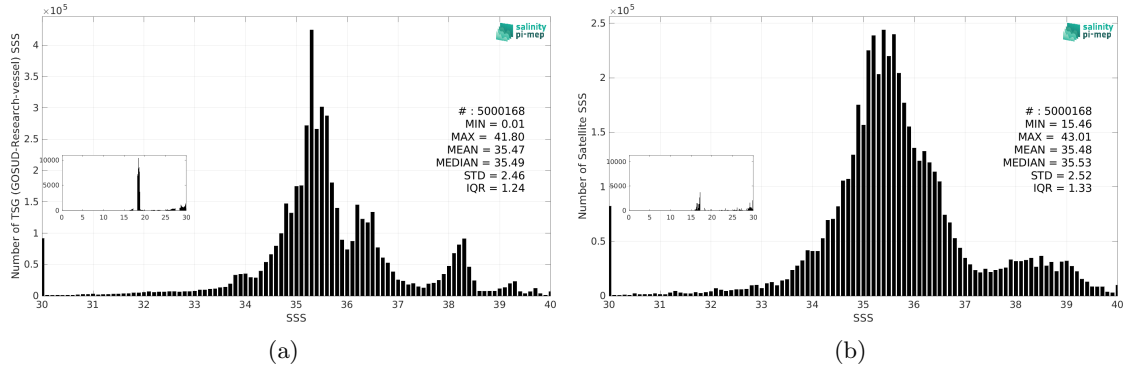 ×10^5
Number of TSG (GOSUD-Research-vessel) SSS
4
3.5
3
2.5
2
1.5
1
0.5
0
30 31 32 33 34 35 36 37 38 39 40
SSS
salinity
pi-mep
# : 5000168
MIN = 0.01
MAX = 41.80
MEAN = 35.47
MEDIAN = 35.49
STD = 2.46
IQR = 1.24
10000
5000
0
0 5 10 15 20 25 30
(a)
×10^5
Number of Satellite SSS
2.5
2
1.5
1
0.5
0
30 31 32 33 34 35 36 37 38 39 40
SSS
salinity
pi-mep
# : 5000168
MIN = 15.46
MAX = 43.01
MEAN = 35.48
MEDIAN = 35.53
STD = 2.52
IQR = 1.33
10000
5000
0
0 5 10 15 20 25 30
(b)